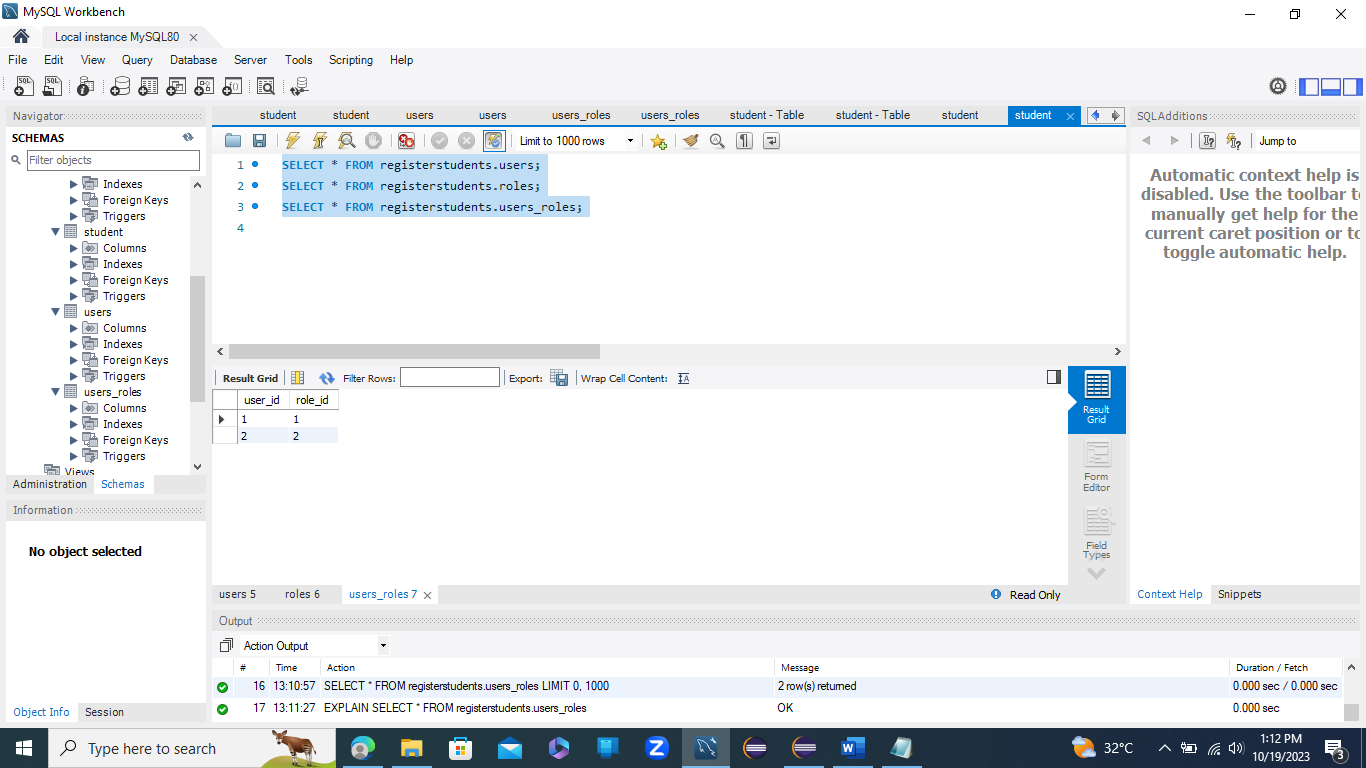 MySQL Workbench
Local instance MySQL80
File Edit View Query Database Server Tools Scripting Help
Navigator
SCHEMAS
Filter objects
Indexes
Foreign Keys
Triggers
student
Columns
Indexes
Foreign Keys
Triggers
users
Columns
Indexes
Foreign Keys
Triggers
users_roles
Columns
Indexes
Foreign Keys
Triggers
Views
Administration Schemas
Information
No object selected
Object Info Session
student student users users users_roles users_roles student - Table student - Table student student
Limit to 1000 rows
1 SELECT * FROM registerstudents.users;
2 SELECT * FROM registerstudents.roles;
3 SELECT * FROM registerstudents.users_roles;
4
Result Grid Filter Rows: Export: Wrap Cell Content:
user_id role_id
1 1
2 2
Result
Grid
Form
Editor
Field
Types
users 5 roles 6 users_roles 7
Read Only
SQLAdditions
Jump to
Automatic context help is
disabled. Use the toolbar to
manually get help for the
current caret position or to
toggle automatic help.
Context Help Snippets
Output
Action Output
# Time Action Message Duration / Fetch
16 13:10:57 SELECT * FROM registerstudents.users_roles LIMIT 0, 1000 2 row(s) returned 0.000 sec / 0.000 sec
17 13:11:27 EXPLAIN SELECT * FROM registerstudents.users_roles OK 0.000 sec
Type here to search
32°C
1:12 PM
10/19/2023
3